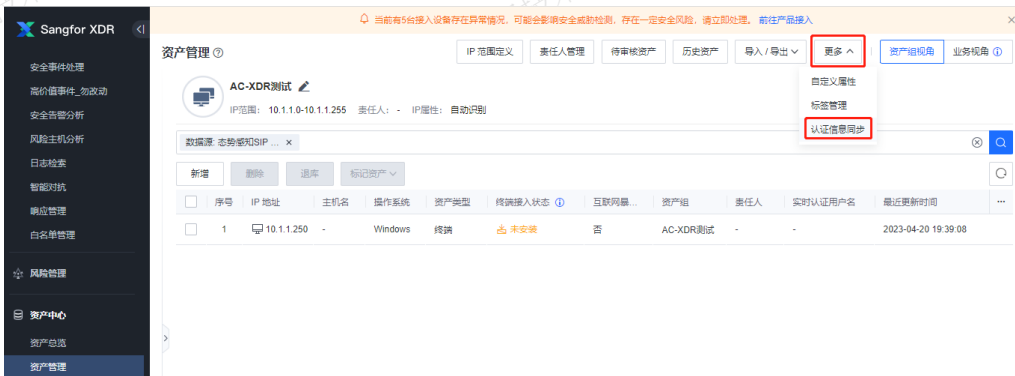 当前有5台接入设备存在异常情况，可能会影响安全威胁检测，存在一定安全风险，请立即处理。 前往产品接入
Sangfor XDR
资产管理
IP 范围定义 责任人管理 待审核资产 历史资产 导入 / 导出 更多 资产组视角 业务视角
自定义属性
标签管理
认证信息同步
安全事件处理
高价值事件_勿改动
安全告警分析
风险主机分析
日志检索
智能对抗
响应管理
白名单管理
风险管理
资产中心
资产总览
资产管理
AC-XDR测试
IP范围： 10.1.1.0-10.1.1.255 责任人： - IP属性： 自动识别
数据源: 态势感知SIP ... ×
新增 删除 退库 标记资产
序号 IP 地址 主机名 操作系统 资产类型 终端接入状态 互联网暴... 资产组 责任人 实时认证用户名 最近更新时间 ...
1 10.1.1.250 - Windows 终端 未安装 否 AC-XDR测试 - - 2023-04-20 19:39:08